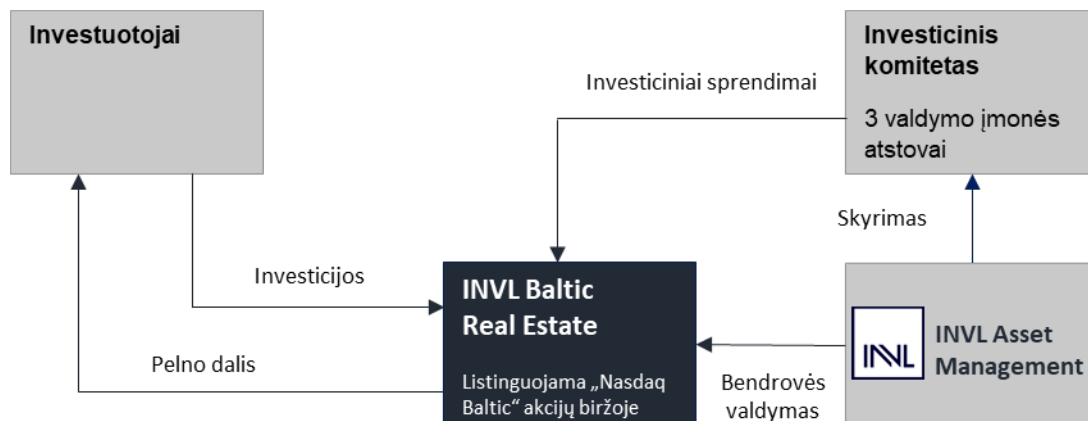 Investuotojai
Investicinis
komitetas
3 valdymo įmonės
atstovai
Investiciniai sprendimai
Skyrimas
Investicijos
Pelno dalis
INVL Baltic
Real Estate
Listinguojama „Nasdaq
Baltic“ akcijų biržoje
Bendrovės
valdymas
INVL
INVL Asset
Management